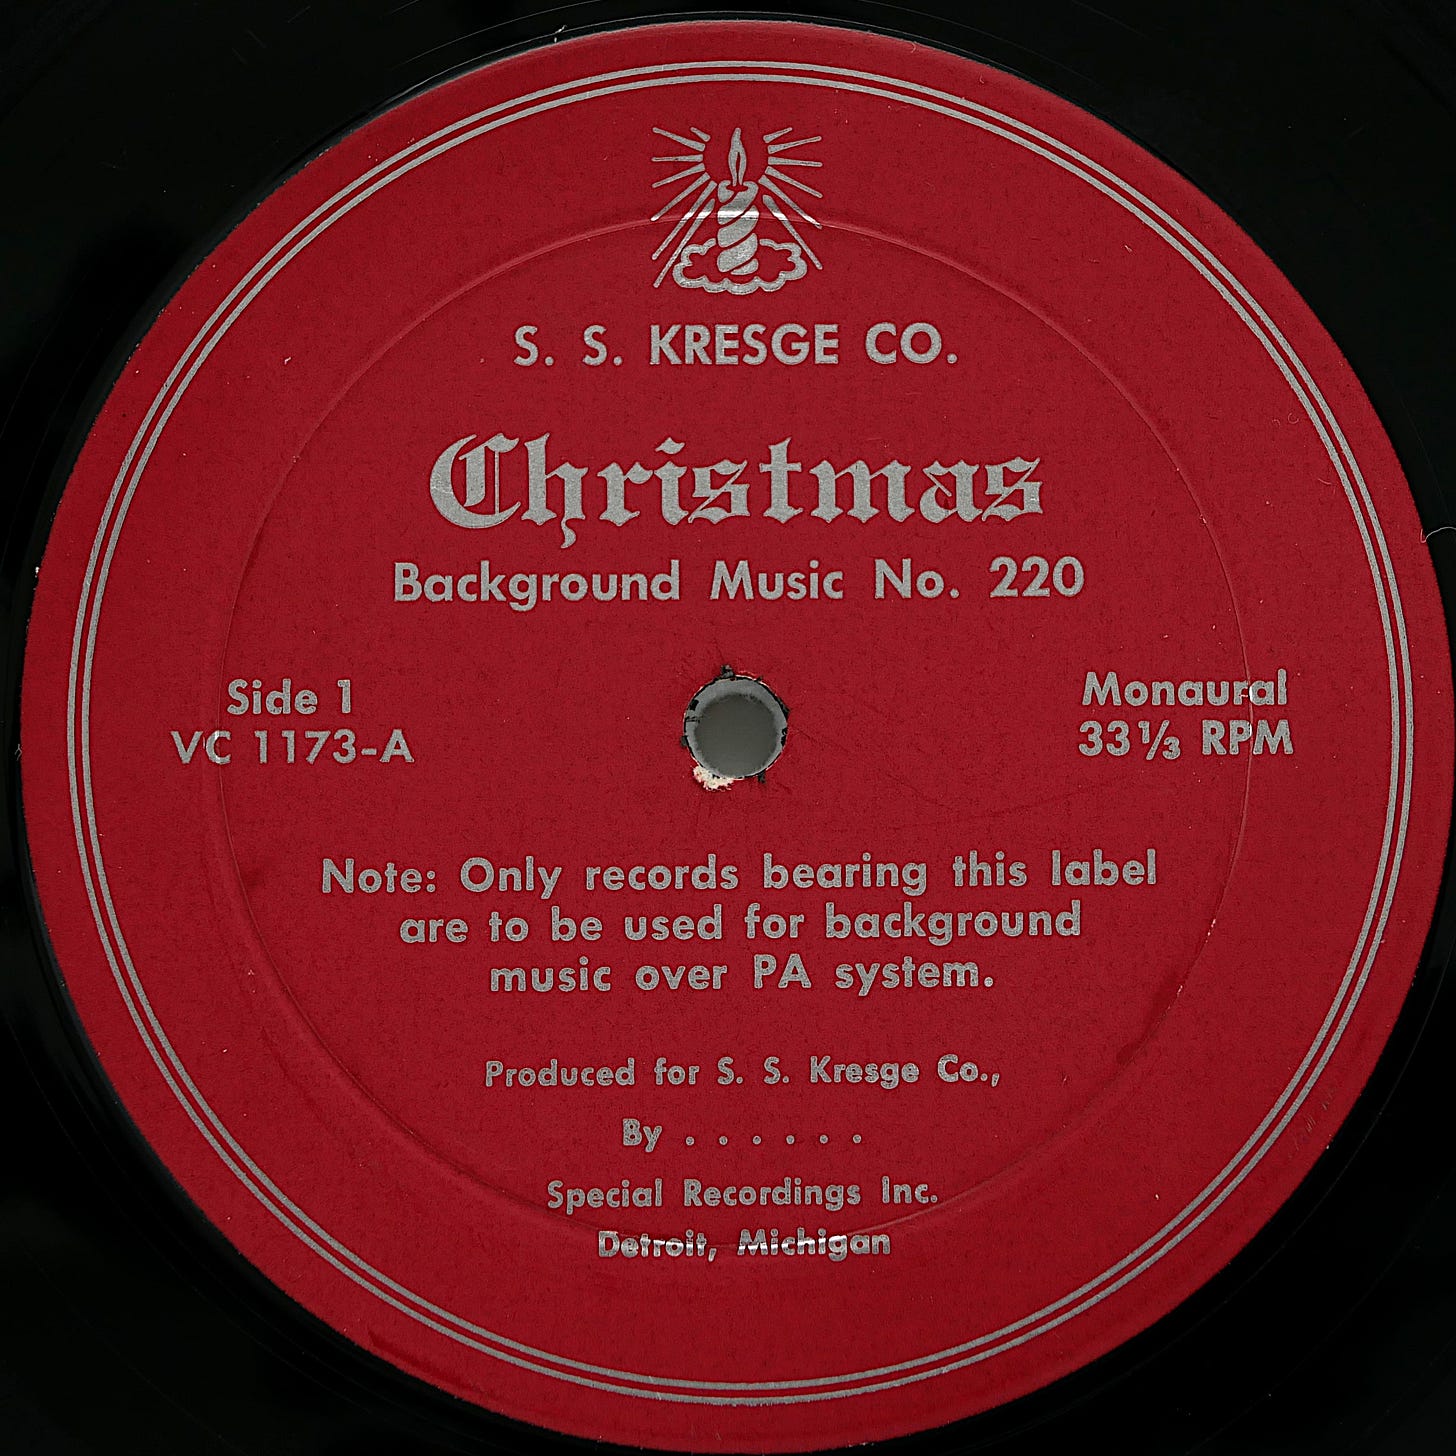 S. S. KRESGE CO.
Christmas
Background Music No. 220
Side 1
VC 1173-A
Monaural
33 1/3 RPM
Note: Only records bearing this label
are to be used for background
music over PA system.
Produced for S. S. Kresge Co.,
By . . . . . .
Special Recordings Inc.
Detroit, Michigan